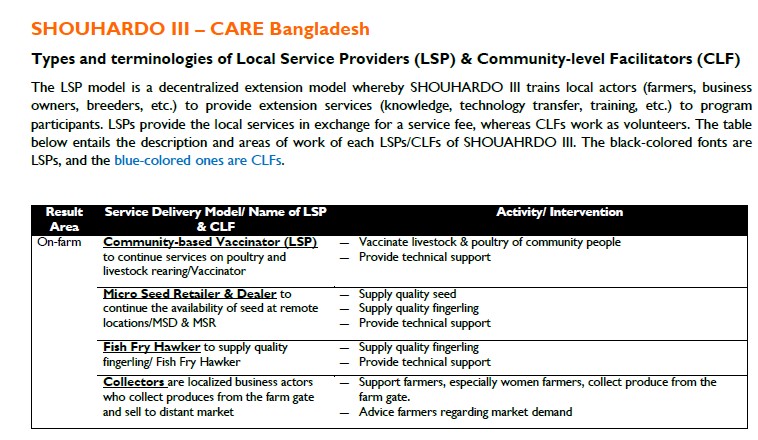 SHOUHARDO III – CARE Bangladesh
Types and terminologies of Local Service Providers (LSP) & Community-level Facilitators (CLF)
The LSP model is a decentralized extension model whereby SHOUHARDO III trains local actors (farmers, business
owners, breeders, etc.) to provide extension services (knowledge, technology transfer, training, etc.) to program
participants. LSPs provide the local services in exchange for a service fee, whereas CLFs work as volunteers. The table
below entails the description and areas of work of each LSPs/CLFs of SHOUAHRDO III. The black-colored fonts are
LSPs, and the blue-colored ones are CLFs.
Result Area
Service Delivery Model/ Name of LSP & CLF
Activity/ Intervention
On-farm
Community-based Vaccinator (LSP)
to continue services on poultry and
livestock rearing/Vaccinator
— Vaccinate livestock & poultry of community people
— Provide technical support
Micro Seed Retailer & Dealer to
continue the availability of seed at remote
locations/MSD & MSR
— Supply quality seed
— Supply quality fingerling
— Provide technical support
Fish Fry Hawker to supply quality
fingerling/ Fish Fry Hawker
— Supply quality fingerling
— Provide technical support
Collectors are localized business actors
who collect produces from the farm gate
and sell to distant market
— Support farmers, especially women farmers, collect produce from the
farm gate.
— Advice farmers regarding market demand